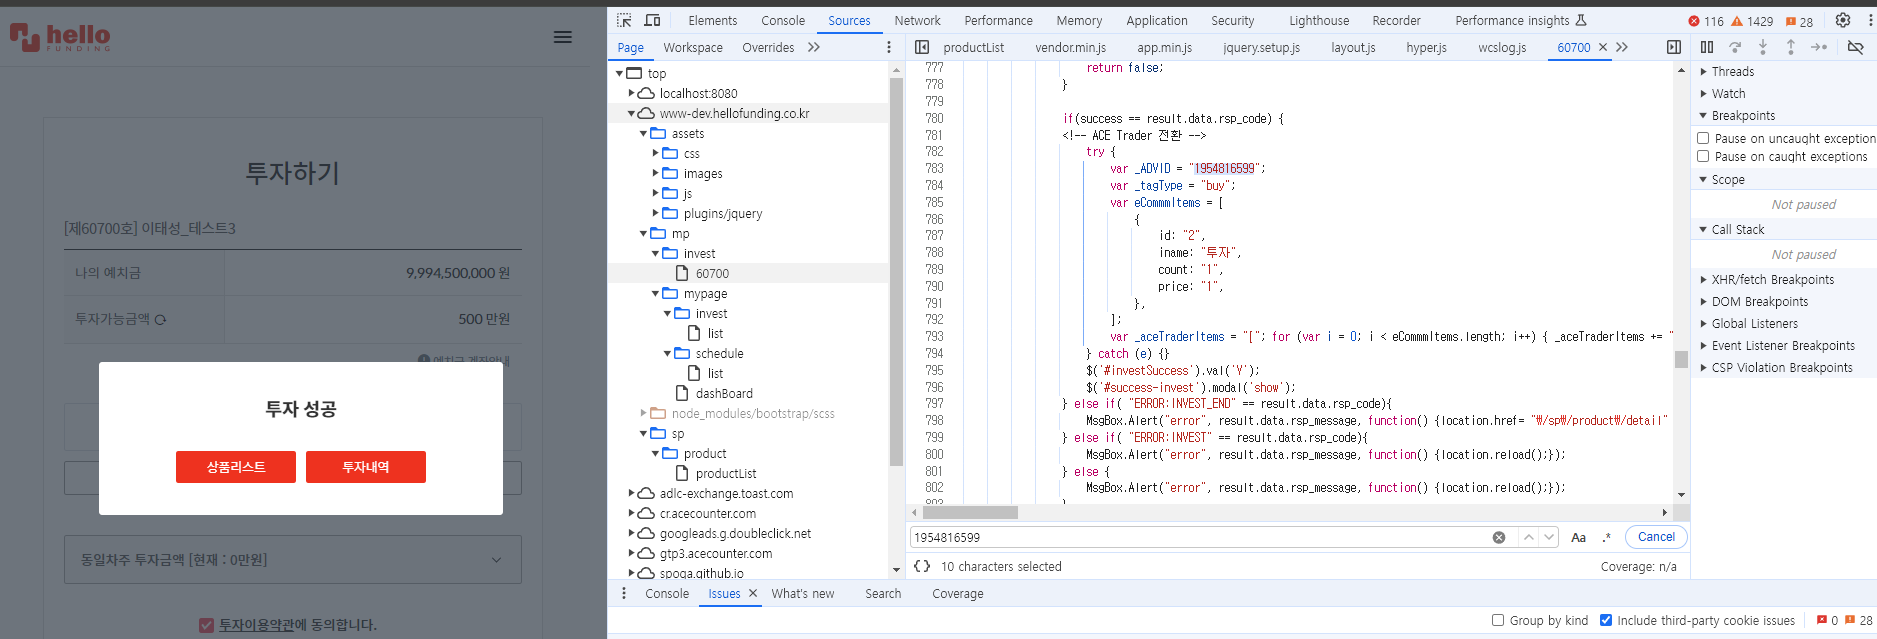 hello
FUNDING
투자하기
[제60700호] 이태성_테스트3
나의 예치금 9,994,500,000 원
투자가능금액 500 만원
투자 성공
상품리스트 투자내역
동일차주 투자금액 [현재 : 0만원]
투자이용약관에 동의합니다.
Elements Console Sources Network Performance Memory Application Security Lighthouse Recorder Performance insights 116 1429 28
Page Workspace Overrides
top
localhost:8080
www-dev.hellofunding.co.kr
assets
css
images
js
plugins/jquery
mp
invest
60700
mypage
invest
list
schedule
list
dashBoard
node_modules/bootstrap/scss
sp
product
productList
adlc-exchange.toast.com
cr.acecounter.com
googleads.g.doubleclick.net
gtp3.acecounter.com
spoqa.github.io
productList vendor.min.js app.min.js jquery.setup.js layout.js hyper.js wcslog.js 60700
777 return false;
778 }
779
780 if(success == result.data.rsp_code) {
781 <!-- ACE Trader 전환 -->
782 try {
783 var _ADVID = "1954816599";
784 var _tagType = "buy";
785 var eCommItems = [
786 {
787 id: "2",
788 iname: "투자",
789 count: "1",
790 price: "1",
791 },
792 ];
793 var _aceTraderItems = "["; for (var i = 0; i < eCommItems.length; i++) { _aceTraderItems += "
794 } catch (e) {}
795 $('#investSuccess').val('Y');
796 $('#success-invest').modal('show');
797 } else if( "ERROR:INVEST_END" == result.data.rsp_code){
798 MsgBox.Alert("error", result.data.rsp_message, function() {location.href= "₩/sp₩/product₩/detail"
799 } else if( "ERROR:INVEST" == result.data.rsp_code){
800 MsgBox.Alert("error", result.data.rsp_message, function() {location.reload();});
801 } else {
802 MsgBox.Alert("error", result.data.rsp_message, function() {location.reload();});
1954816599 Aa .* Cancel
{} 10 characters selected Coverage: n/a
Threads
Watch
Breakpoints
Pause on uncaught exception
Pause on caught exceptions
Scope
Not paused
Call Stack
Not paused
XHR/fetch Breakpoints
DOM Breakpoints
Global Listeners
Event Listener Breakpoints
CSP Violation Breakpoints
Console Issues What's new Search Coverage
Group by kind Include third-party cookie issues 0 28